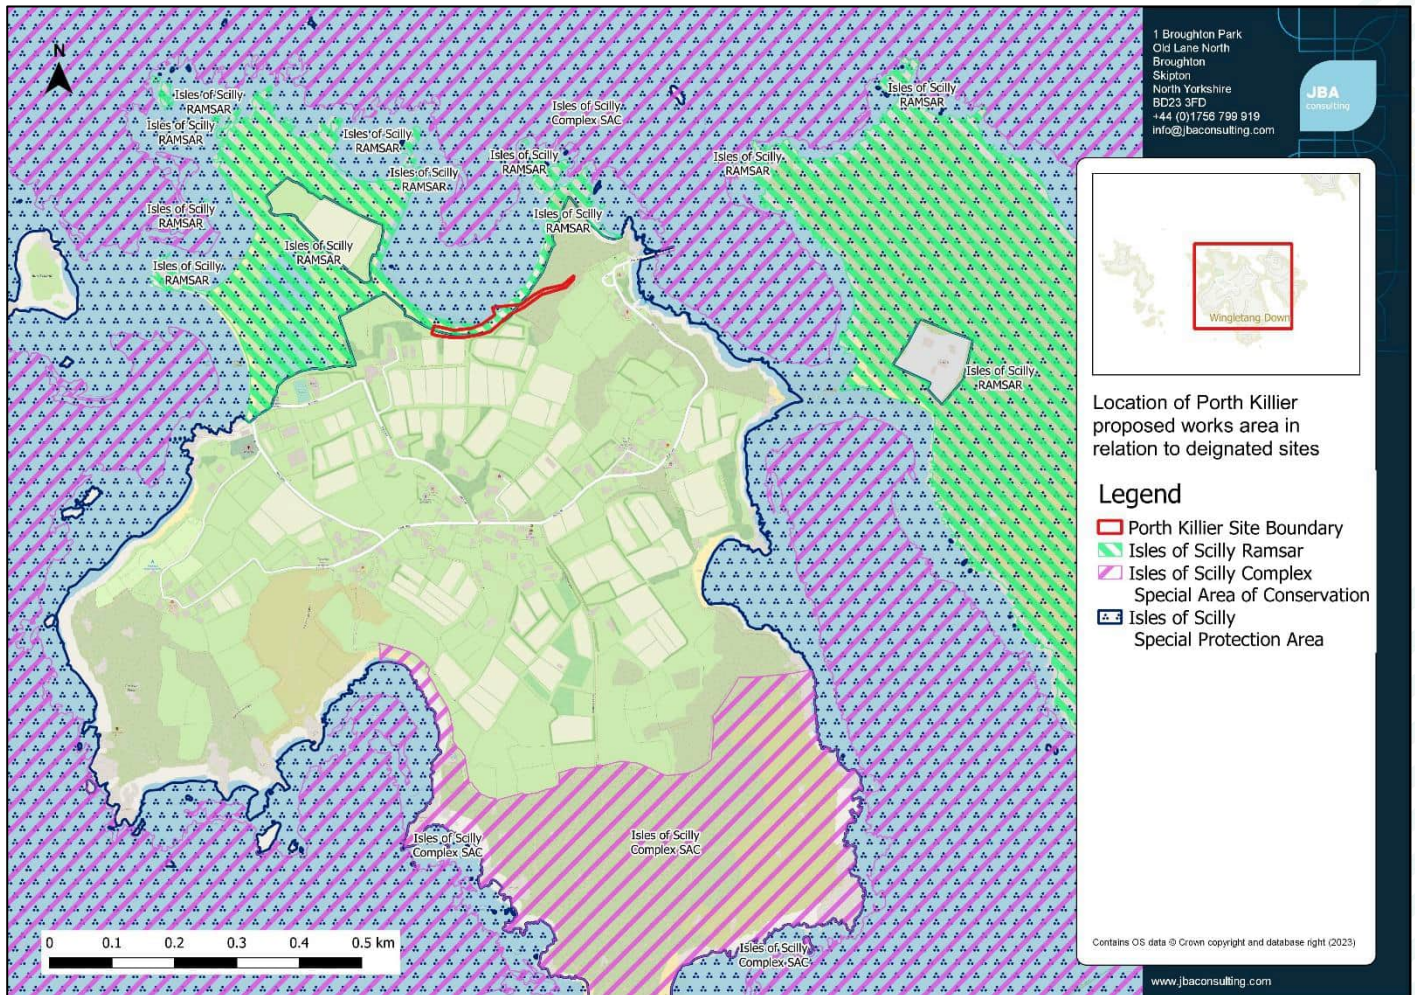 N
Isles of Scilly
RAMSAR
Isles of Scilly
RAMSAR
Isles of Scilly
RAMSAR
Isles of Scilly
RAMSAR
Isles of Scilly
RAMSAR
Isles of Scilly
RAMSAR
Isles of Scilly
RAMSAR
Isles of Scilly
Complex SAC
Isles of Scilly
RAMSAR
Isles of Scilly
RAMSAR
Isles of Scilly
RAMSAR
Isles of Scilly
RAMSAR
Isles of Scilly
RAMSAR
Isles of Scilly
Complex SAC
Isles of Scilly
Complex SAC
Isles of Scilly
Complex SAC
0 0.1 0.2 0.3 0.4 0.5 km
1 Broughton Park
Old Lane North
Broughton
Skipton
North Yorkshire
BD23 3FD
+44 (0)1756 799 919
info@jbaconsulting.com
JBA
consulting
Wingletang Down
Location of Porth Killier
proposed works area in
relation to deignated sites
Legend
Porth Killier Site Boundary
Isles of Scilly Ramsar
Isles of Scilly Complex
Special Area of Conservation
Isles of Scilly
Special Protection Area
Contains OS data © Crown copyright and database right (2023)
www.jbaconsulting.com